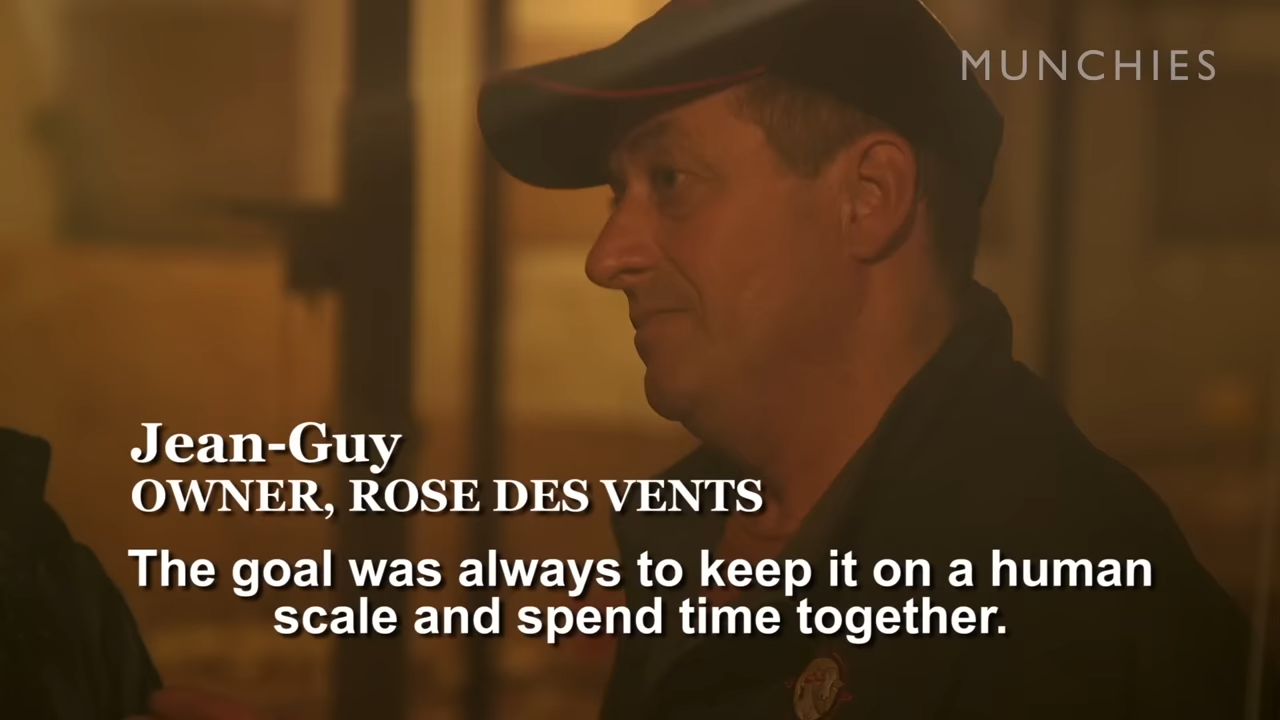 MUNCHIES
Jean-Guy
OWNER, ROSE DES VENTS
The goal was always to keep it on a human
scale and spend time together.